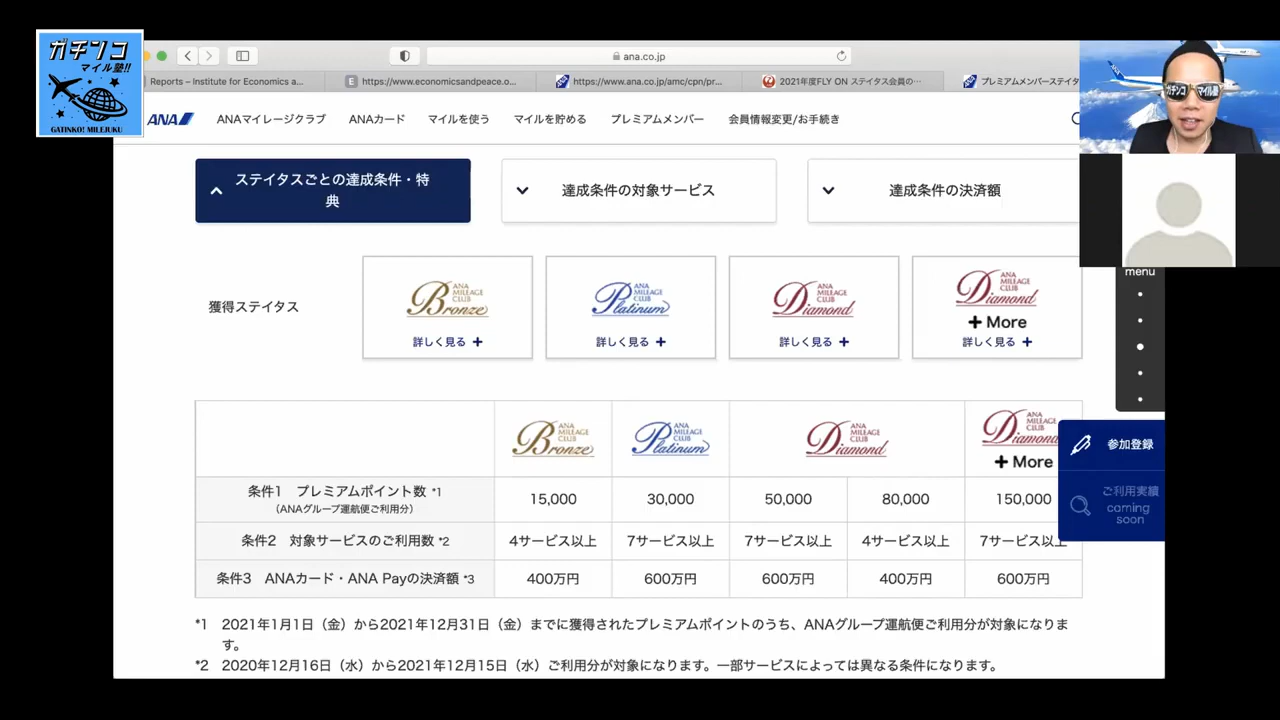 ガチンコ
マイル塾!!
GATINKO! MILEJUKU
ana.co.jp
Reports – Institute for Economics a...
E https://www.economicsandpeace.o...
https://www.ana.co.jp/amc/cpn/pr...
2021年度FLY ON ステイタス会員の…
プレミアムメンバーステイタ
ガチンコ マイル塾
ANA
ANAマイレージクラブ ANAカード マイルを使う マイルを貯める プレミアムメンバー 会員情報変更/お手続き
ステイタスごとの達成条件・特
典
達成条件の対象サービス
達成条件の決済額
menu
獲得ステイタス
ANA MILEAGE CLUB Bronze
詳しく見る +
ANA MILEAGE CLUB Platinum
詳しく見る +
ANA MILEAGE CLUB Diamond
詳しく見る +
ANA MILEAGE CLUB Diamond
+ More
詳しく見る +
ANA MILEAGE CLUB Bronze
ANA MILEAGE CLUB Platinum
ANA MILEAGE CLUB Diamond
ANA MILEAGE CLUB Diamond
+ More
条件1 プレミアムポイント数 *1
（ANAグループ運航便ご利用分）
15,000 30,000 50,000 80,000 150,000
条件2 対象サービスのご利用数 *2
4サービス以上 7サービス以上 7サービス以上 4サービス以上 7サービス以上
条件3 ANAカード・ANA Payの決済額 *3
400万円 600万円 600万円 400万円 600万円
参加登録
ご利用実績
coming
soon
*1 2021年1月1日（金）から2021年12月31日（金）までに獲得されたプレミアムポイントのうち、ANAグループ運航便ご利用分が対象になりま
す。
*2 2020年12月16日（水）から2021年12月15日（水）ご利用分が対象になります。一部サービスによっては異なる条件になります。